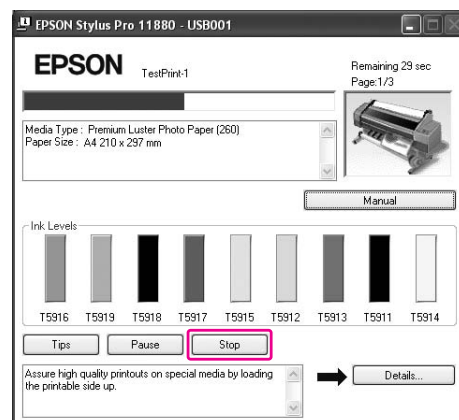 EPSON Stylus Pro 11880 - USB001
EPSON
TestPrint-1
Remaining 29 sec
Page:1/3
Media Type : Premium Luster Photo Paper (260)
Paper Size : A4 210 x 297 mm
Manual
Ink Levels
T5916 T5919 T5918 T5917 T5915 T5912 T5913 T5911 T5914
Tips Pause Stop
Assure high quality printouts on special media by loading
the printable side up.
Details...